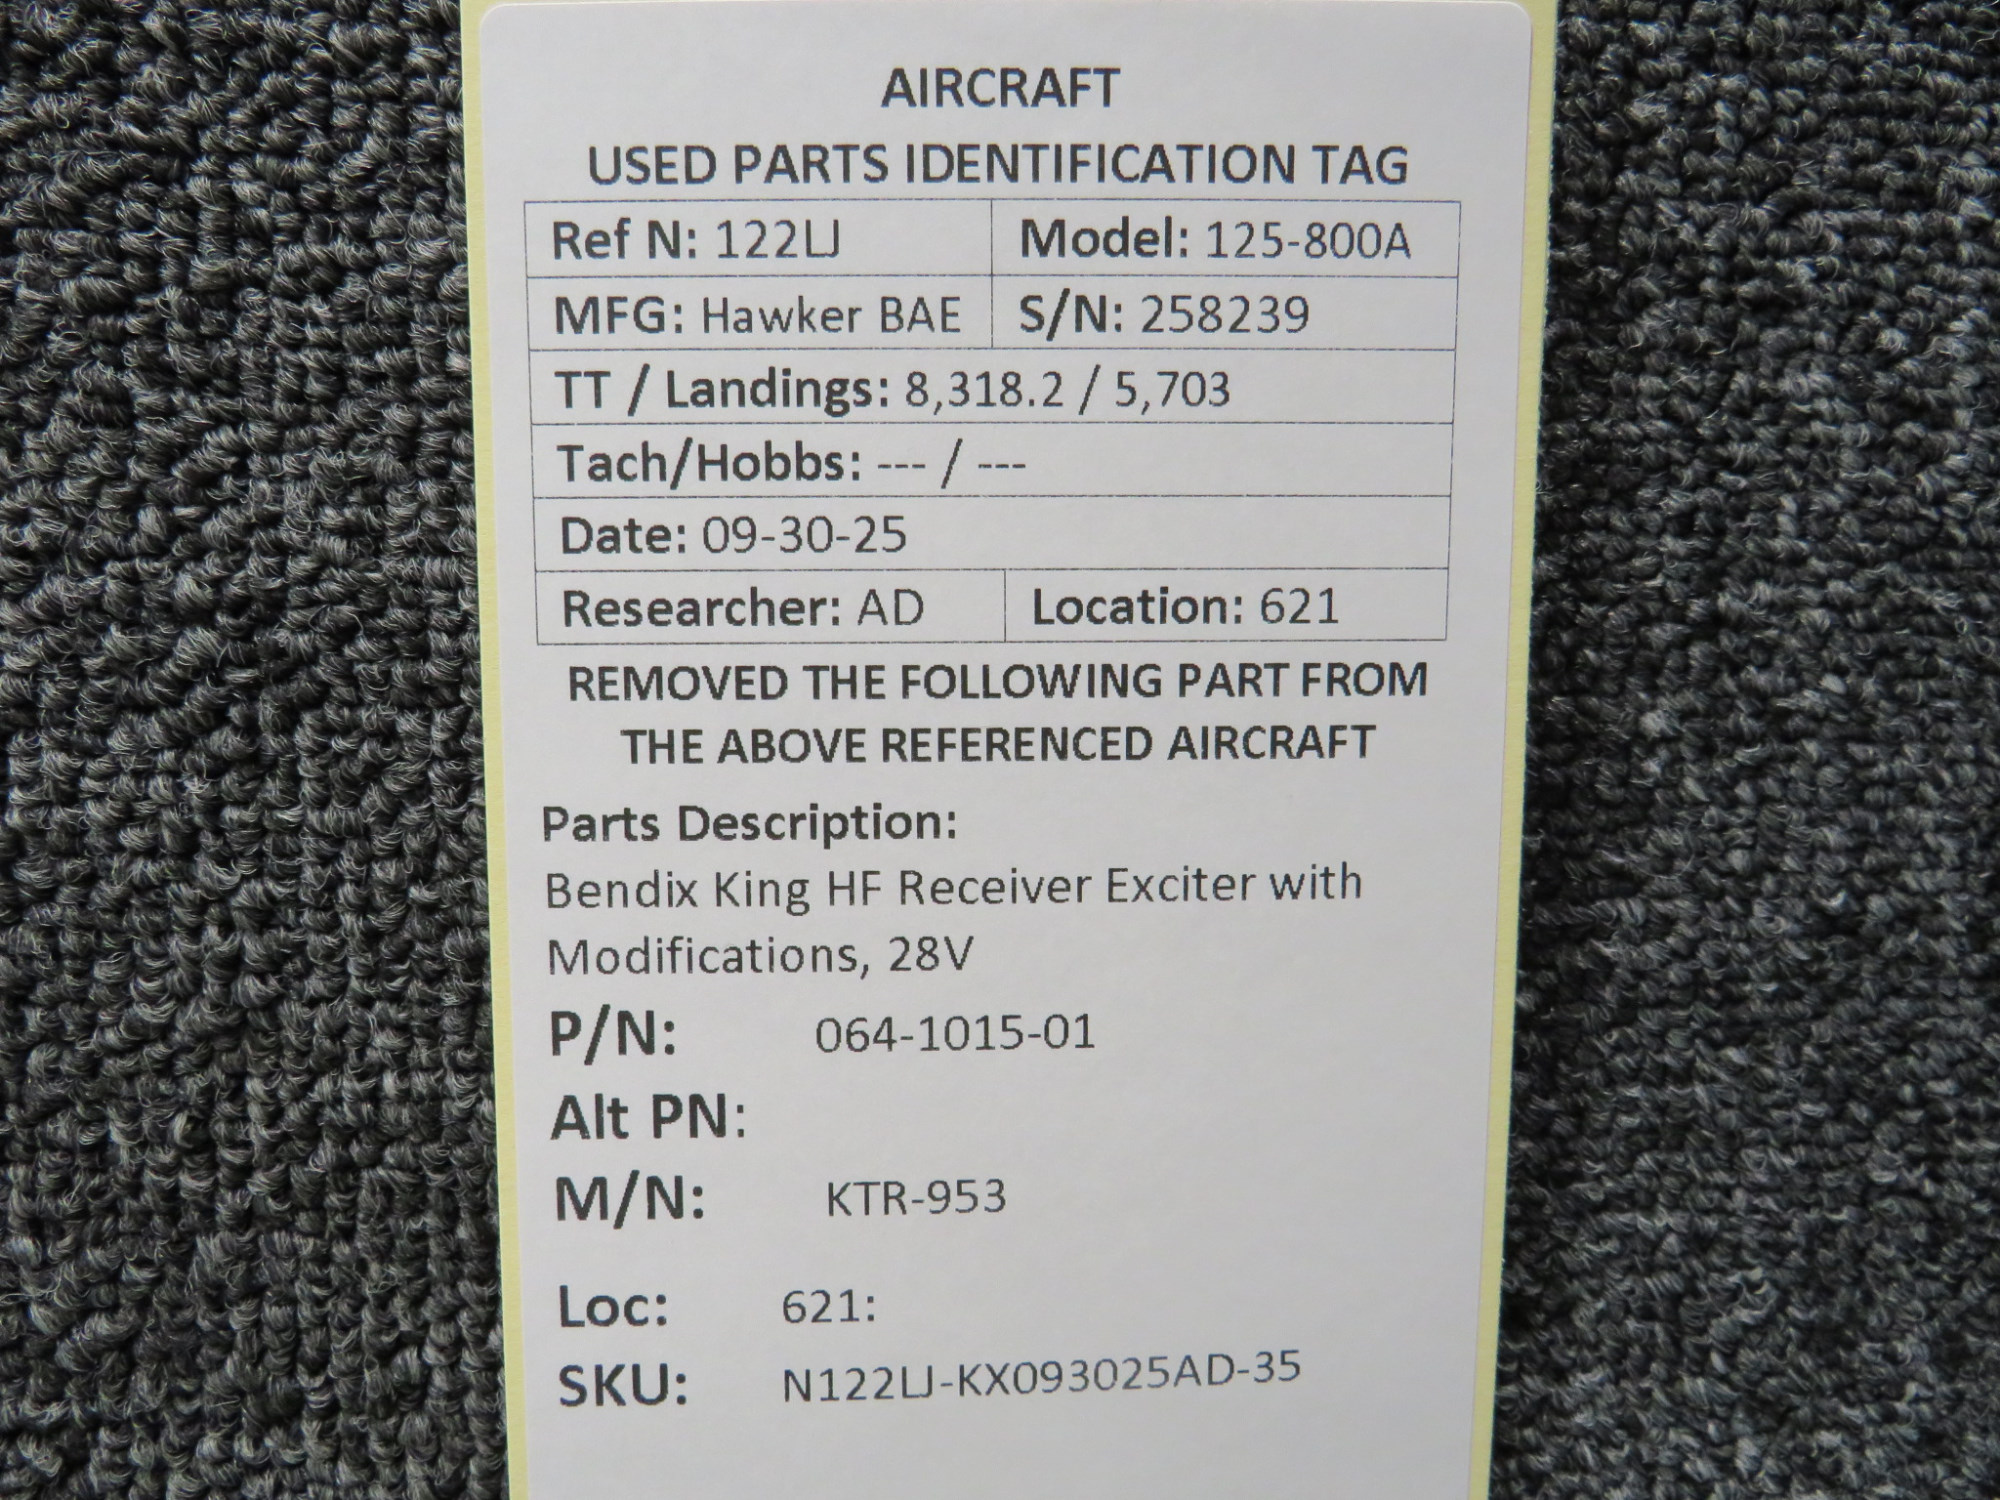 AIRCRAFT
USED PARTS IDENTIFICATION TAG
Ref N: 122LJ Model: 125-800A
MFG: Hawker BAE S/N: 258239
TT / Landings: 8,318.2 / 5,703
Tach/Hobbs: --- / ---
Date: 09-30-25
Researcher: AD Location: 621
REMOVED THE FOLLOWING PART FROM
THE ABOVE REFERENCED AIRCRAFT
Parts Description:
Bendix King HF Receiver Exciter with
Modifications, 28V
P/N: 064-1015-01
Alt PN:
M/N: KTR-953
Loc: 621:
SKU: N122LJ-KX093025AD-35